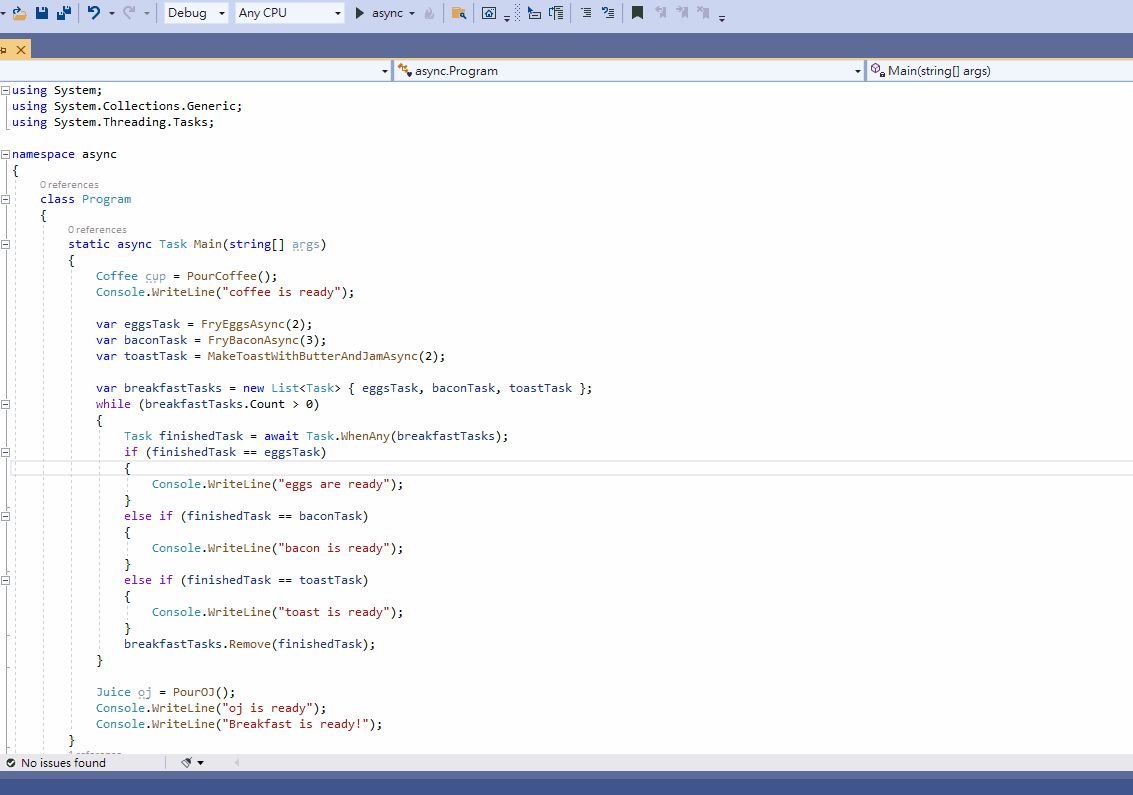 Debug Any CPU async
async.Program Main(string[] args)
using System;
using System.Collections.Generic;
using System.Threading.Tasks;
namespace async
{
0 references
class Program
{
0 references
static async Task Main(string[] args)
{
Coffee cup = PourCoffee();
Console.WriteLine("coffee is ready");
var eggsTask = FryEggsAsync(2);
var baconTask = FryBaconAsync(3);
var toastTask = MakeToastWithButterAndJamAsync(2);
var breakfastTasks = new List<Task> { eggsTask, baconTask, toastTask };
while (breakfastTasks.Count > 0)
{
Task finishedTask = await Task.WhenAny(breakfastTasks);
if (finishedTask == eggsTask)
{
Console.WriteLine("eggs are ready");
}
else if (finishedTask == baconTask)
{
Console.WriteLine("bacon is ready");
}
else if (finishedTask == toastTask)
{
Console.WriteLine("toast is ready");
}
breakfastTasks.Remove(finishedTask);
}
Juice oj = PourOJ();
Console.WriteLine("oj is ready");
Console.WriteLine("Breakfast is ready!");
}
No issues found